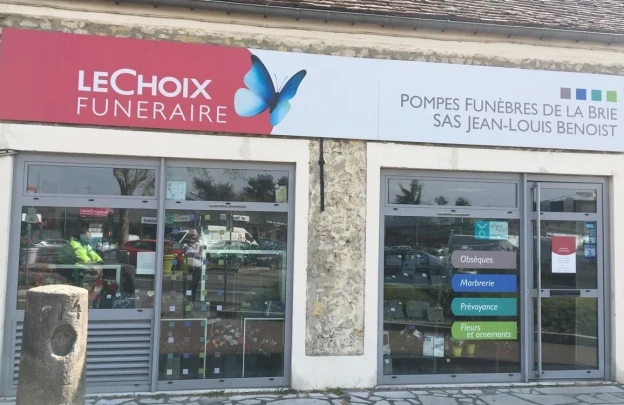 LECHOIX
FUNERAIRE
POMPES FUNÈBRES DE LA BRIE
SAS JEAN-LOUIS BENOIST
Obsèques
Marbrerie
Prévoyance
Fleurs
et ornements